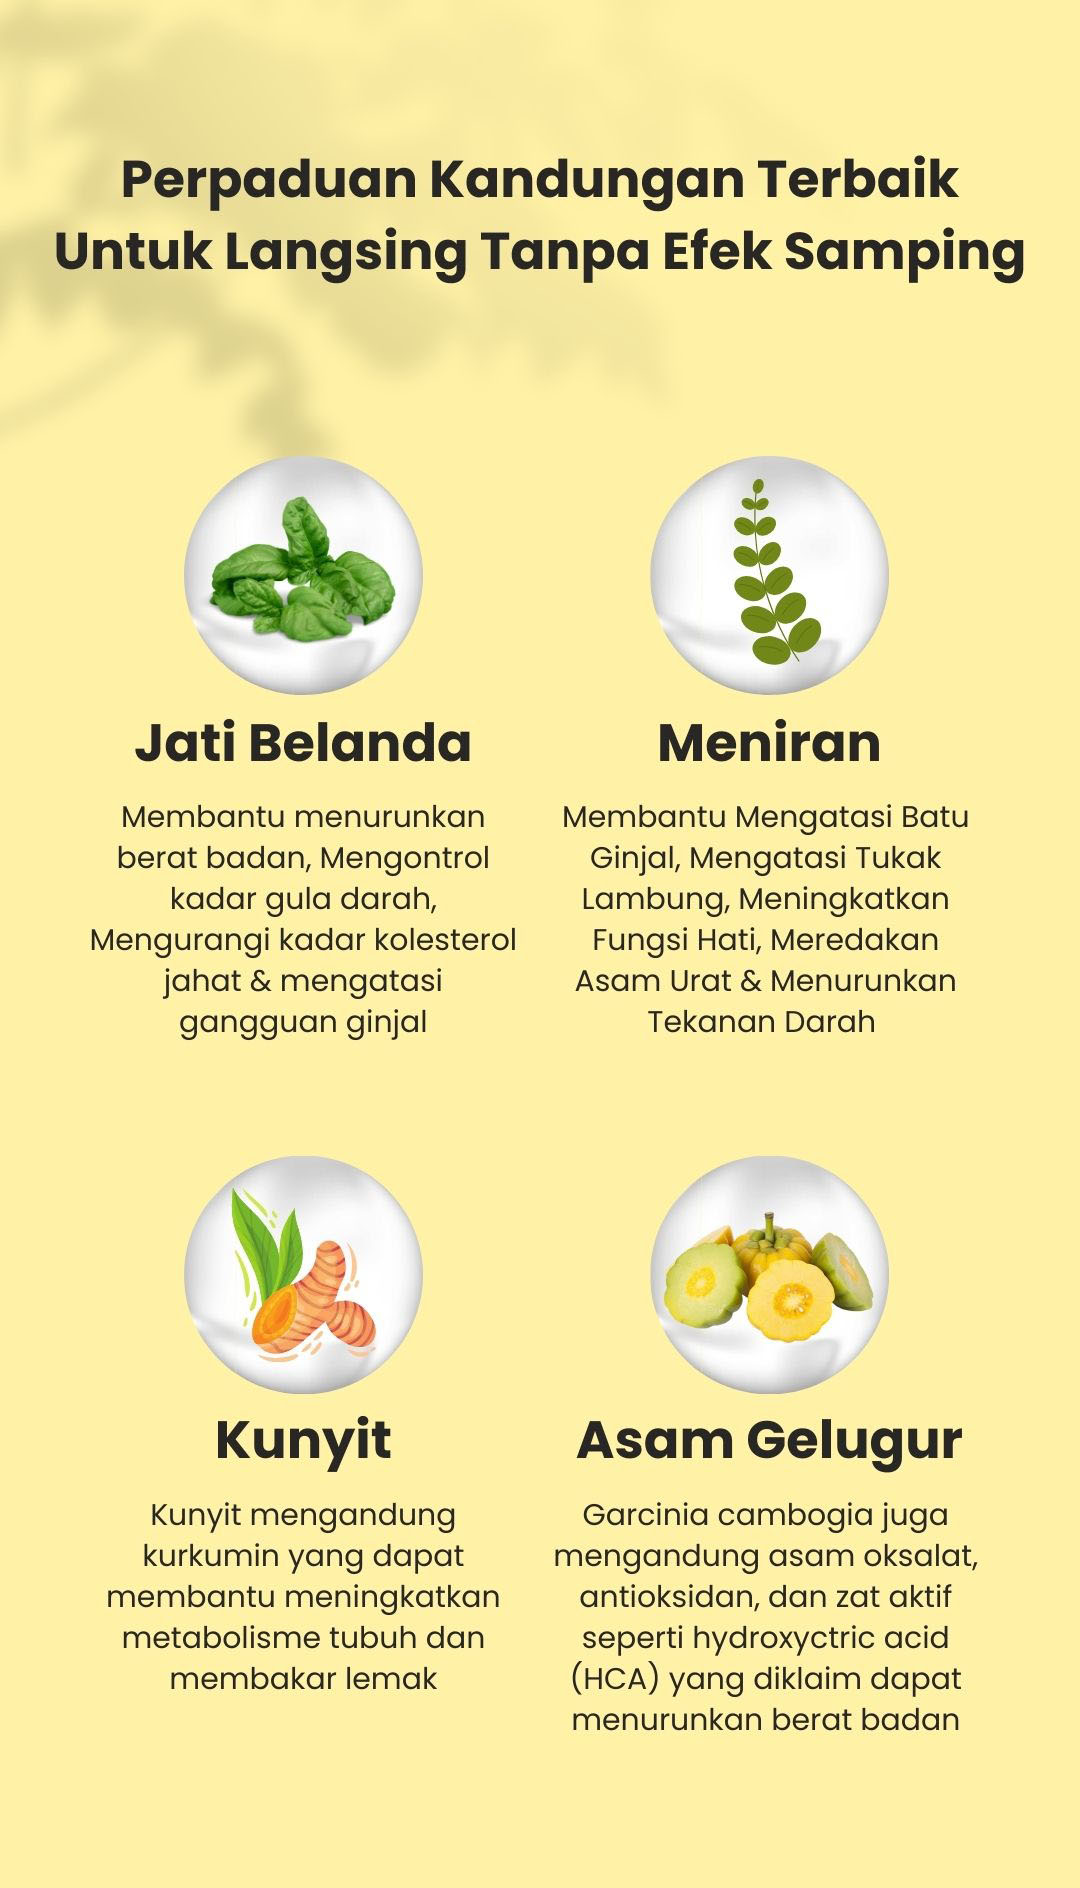 Perpaduan Kandungan Terbaik
Untuk Langsing Tanpa Efek Samping
Jati Belanda
Membantu menurunkan
berat badan, Mengontrol
kadar gula darah,
Mengurangi kadar kolesterol
jahat & mengatasi
gangguan ginjal
Meniran
Membantu Mengatasi Batu
Ginjal, Mengatasi Tukak
Lambung, Meningkatkan
Fungsi Hati, Meredakan
Asam Urat & Menurunkan
Tekanan Darah
Kunyit
Kunyit mengandung
kurkumin yang dapat
membantu meningkatkan
metabolisme tubuh dan
membakar lemak
Asam Gelugur
Garcinia cambogia juga
mengandung asam oksalat,
antioksidan, dan zat aktif
seperti hydroxyctric acid
(HCA) yang diklaim dapat
menurunkan berat badan